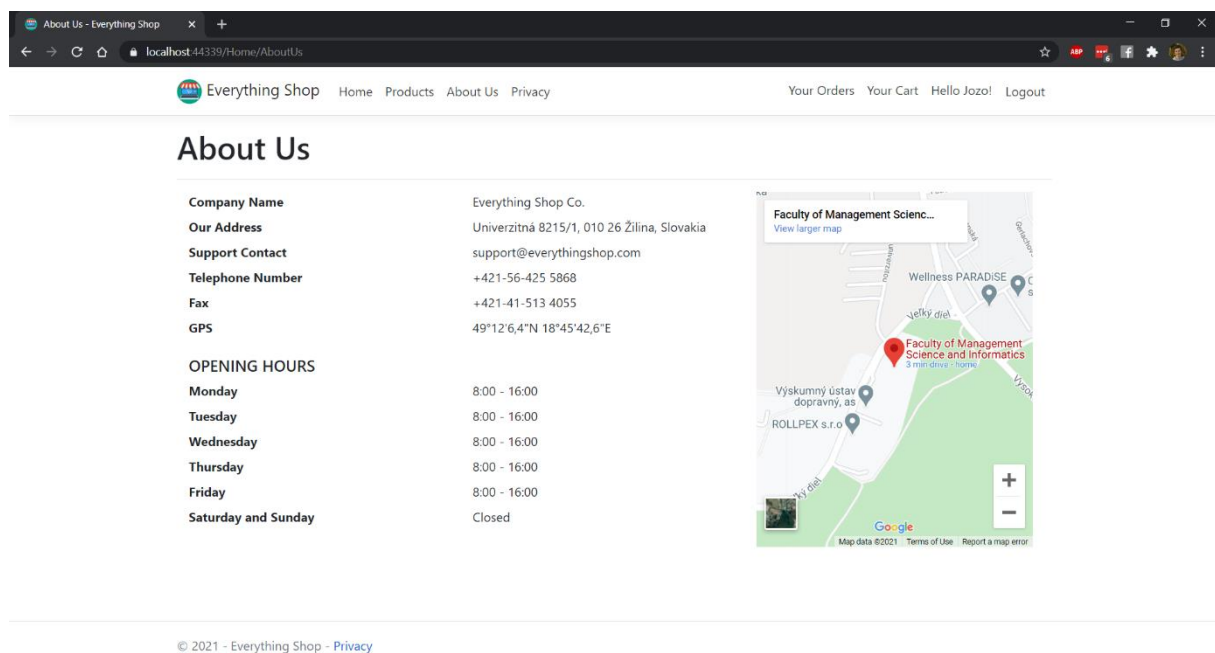 About Us - Everything Shop
localhost:44339/Home/AboutUs
ABP
6
Everything Shop Home Products About Us Privacy Your Orders Your Cart Hello Jozo! Logout
About Us
Company Name Everything Shop Co.
Our Address Univerzitná 8215/1, 010 26 Žilina, Slovakia
Support Contact support@everythingshop.com
Telephone Number +421-56-425 5868
Fax +421-41-513 4055
GPS 49°12'6,4"N 18°45'42,6"E
OPENING HOURS
Monday 8:00 - 16:00
Tuesday 8:00 - 16:00
Wednesday 8:00 - 16:00
Thursday 8:00 - 16:00
Friday 8:00 - 16:00
Saturday and Sunday Closed
Faculty of Management Scienc...
View larger map
Wellness PARADiSE
Veľký diel
Faculty of Management
Science and Informatics
3 min drive - home
Výskumný ústav
dopravný, as
ROLLPEX s.r.o
Google
Map data ©2021 Terms of Use Report a map error
© 2021 - Everything Shop - Privacy